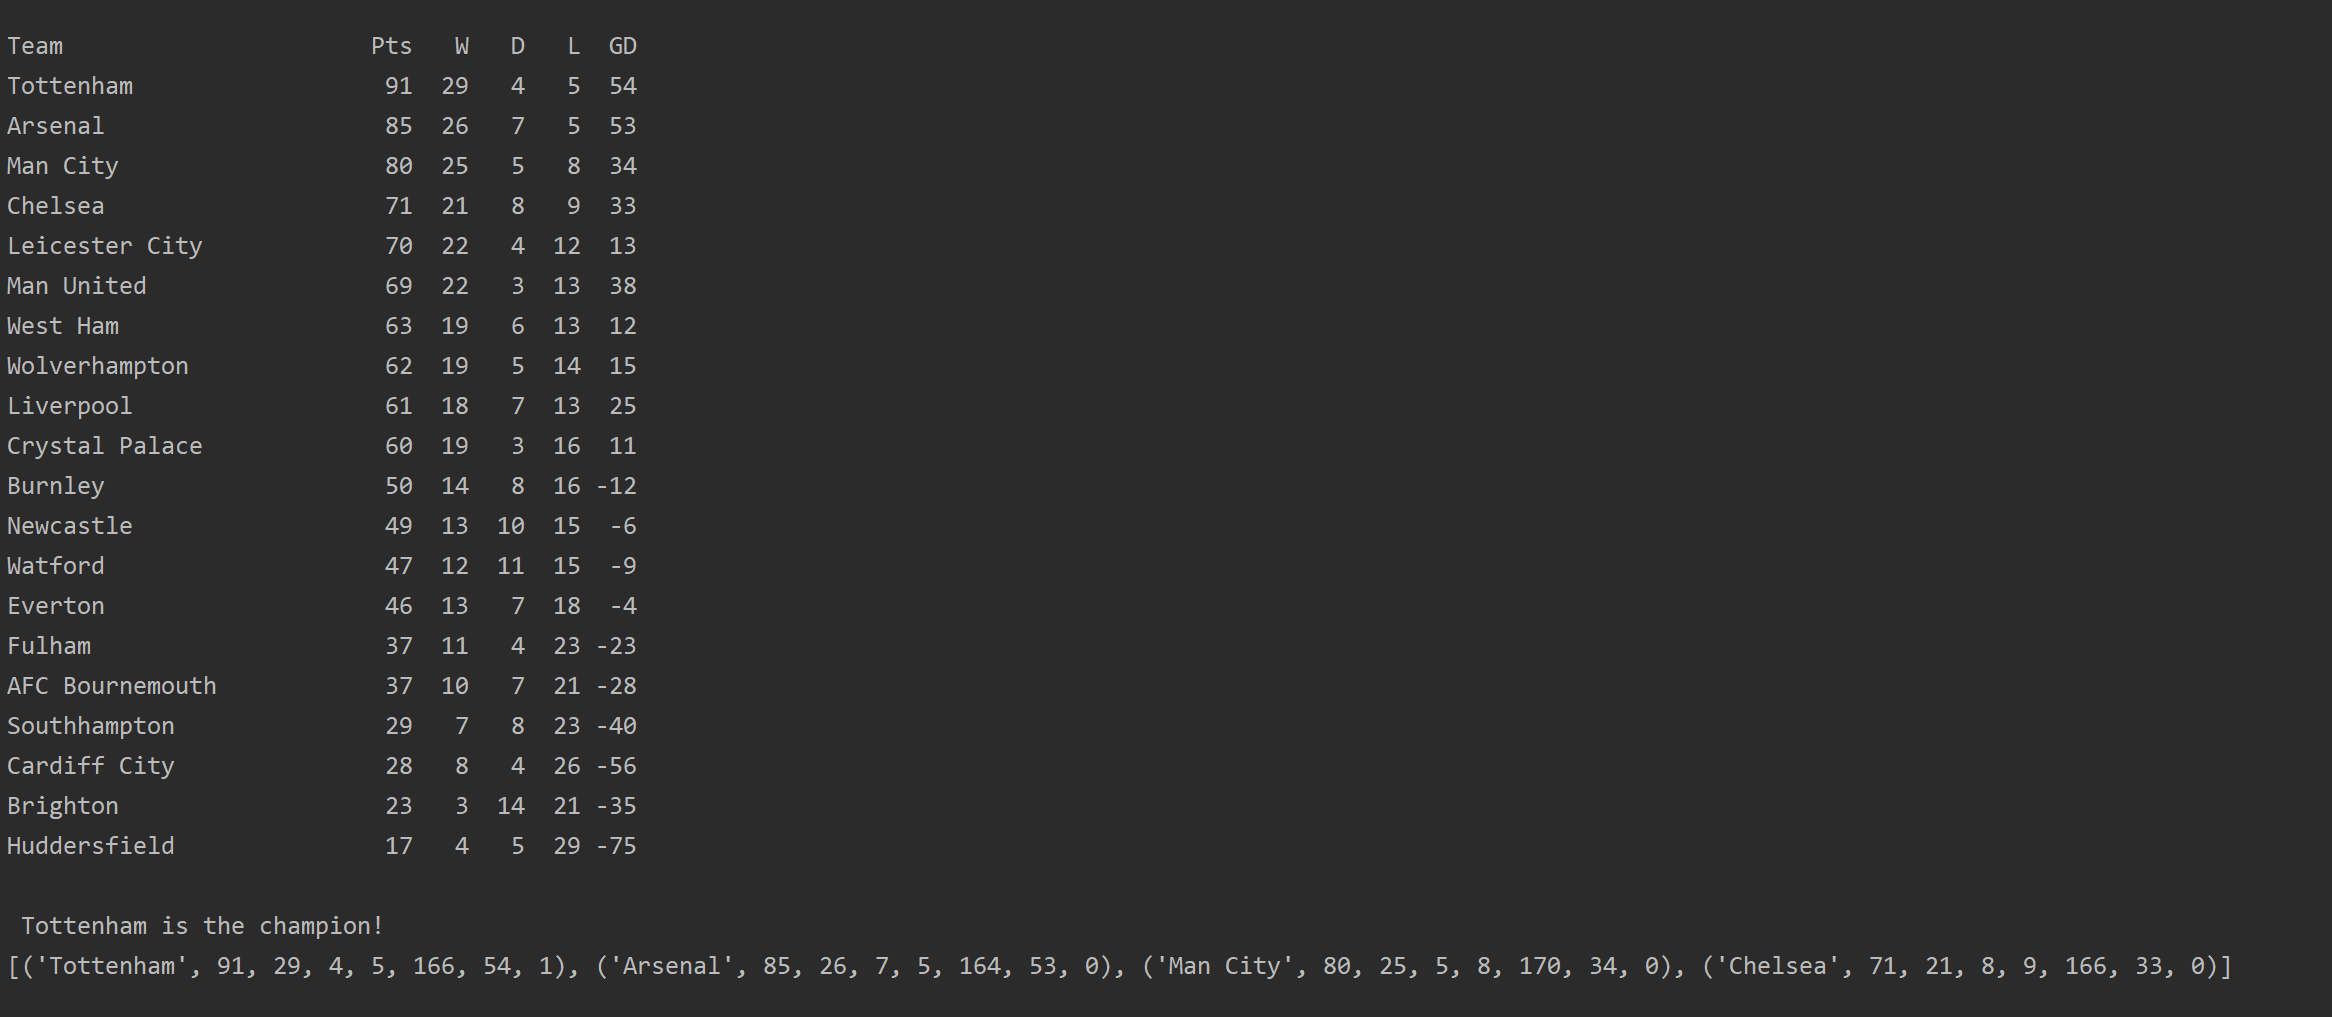 Team Pts W D L GD
Tottenham 91 29 4 5 54
Arsenal 85 26 7 5 53
Man City 80 25 5 8 34
Chelsea 71 21 8 9 33
Leicester City 70 22 4 12 13
Man United 69 22 3 13 38
West Ham 63 19 6 13 12
Wolverhampton 62 19 5 14 15
Liverpool 61 18 7 13 25
Crystal Palace 60 19 3 16 11
Burnley 50 14 8 16 -12
Newcastle 49 13 10 15 -6
Watford 47 12 11 15 -9
Everton 46 13 7 18 -4
Fulham 37 11 4 23 -23
AFC Bournemouth 37 10 7 21 -28
Southhampton 29 7 8 23 -40
Cardiff City 28 8 4 26 -56
Brighton 23 3 14 21 -35
Huddersfield 17 4 5 29 -75
Tottenham is the champion!
[('Tottenham', 91, 29, 4, 5, 166, 54, 1), ('Arsenal', 85, 26, 7, 5, 164, 53, 0), ('Man City', 80, 25, 5, 8, 170, 34, 0), ('Chelsea', 71, 21, 8, 9, 166, 33, 0)]